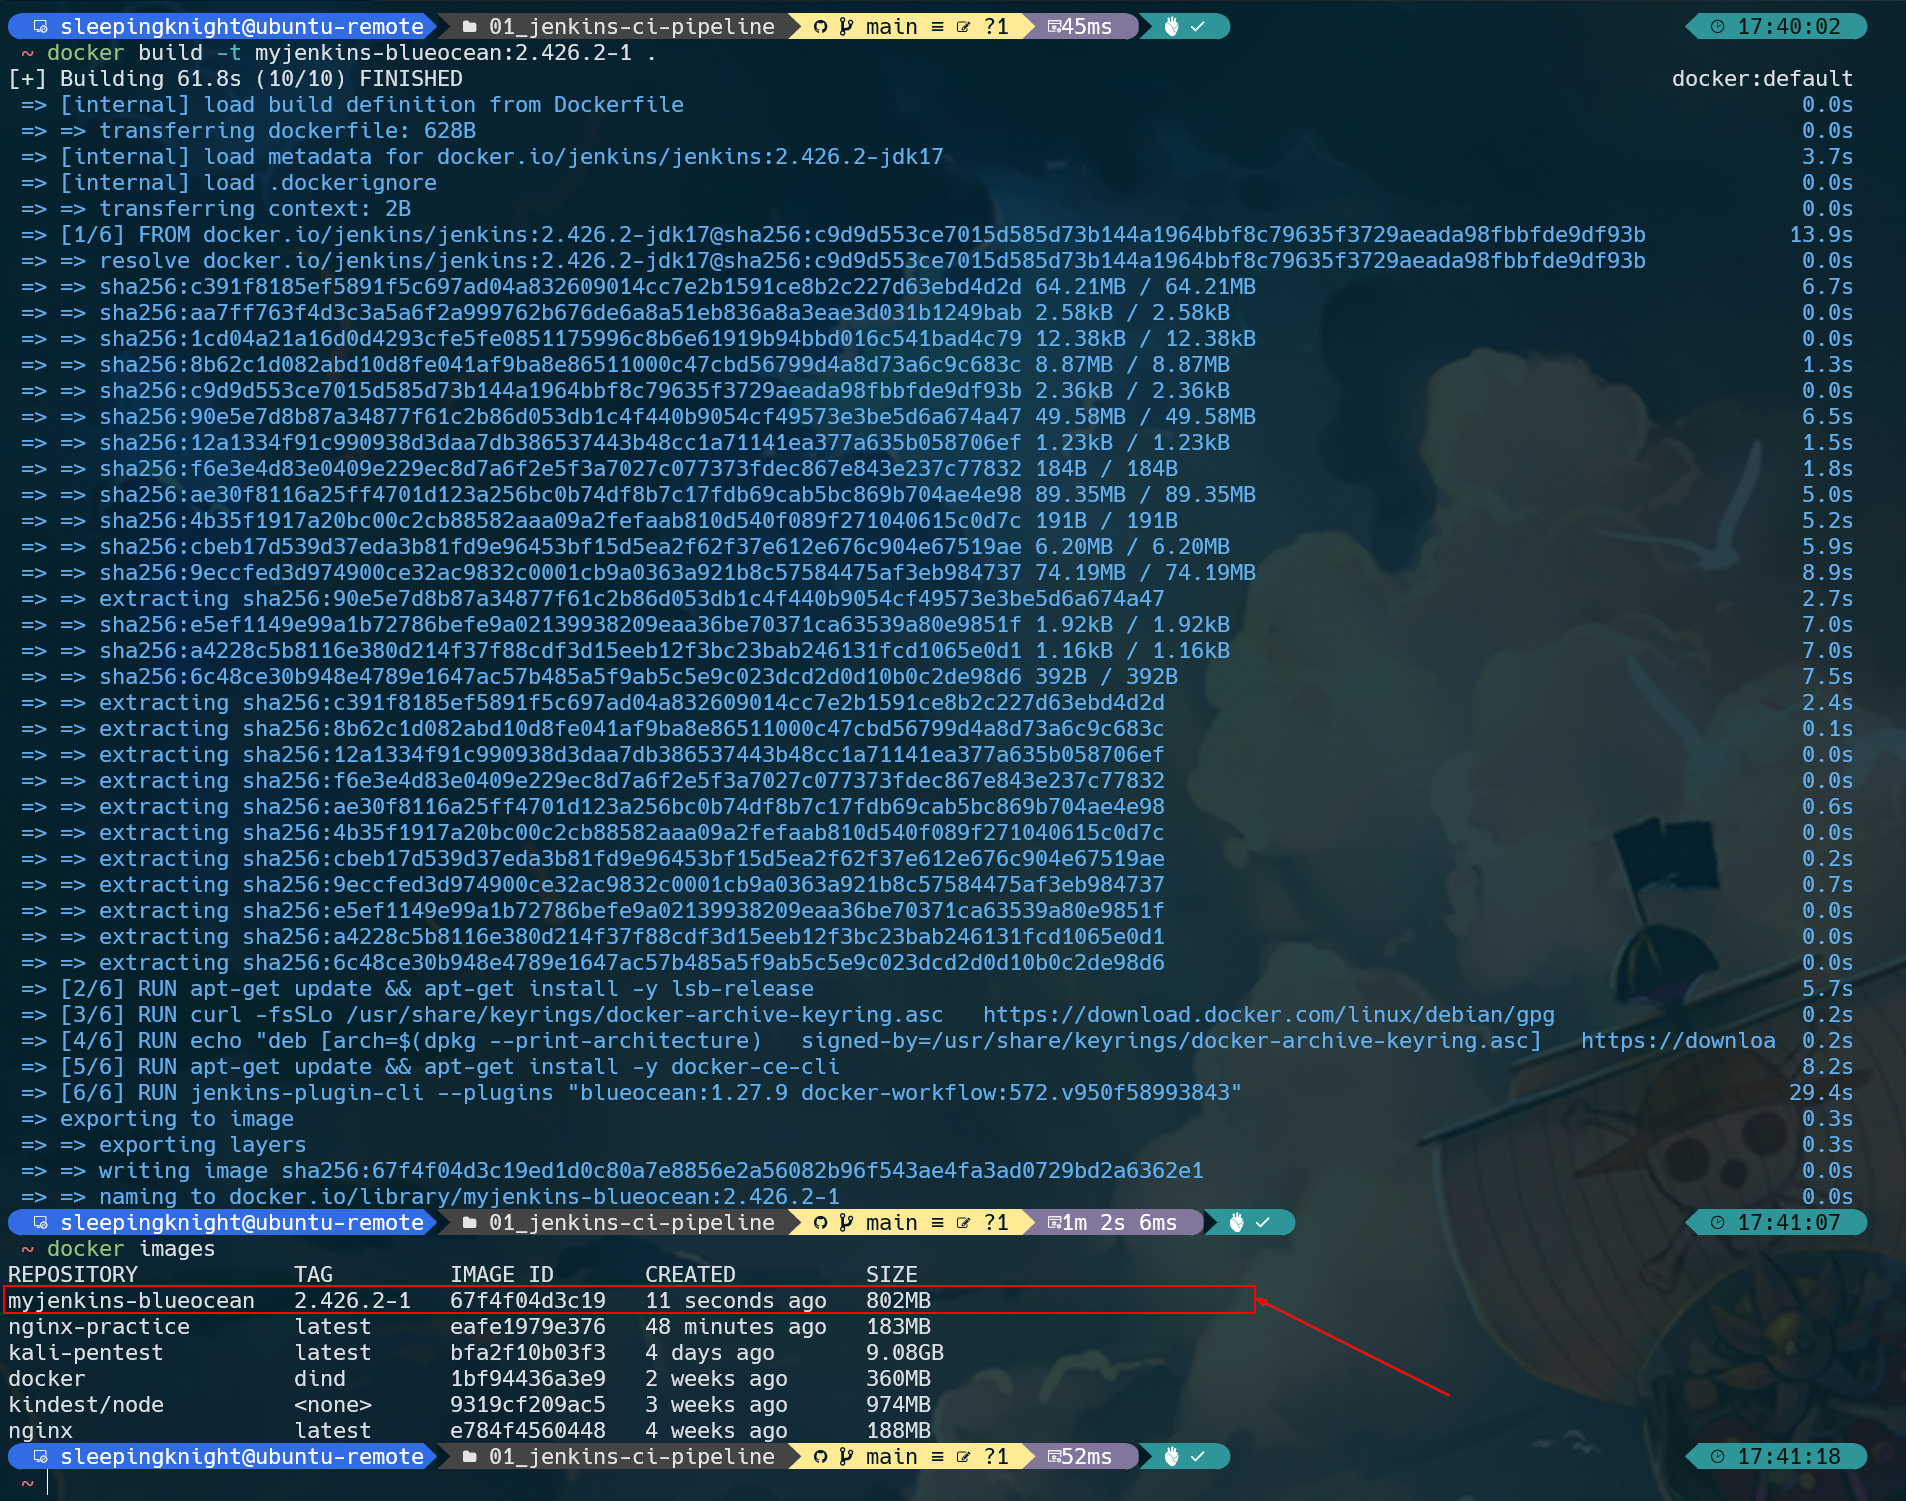 sleepingknight@ubuntu-remote 01_jenkins-ci-pipeline main ≡ ?1 45ms ✓ 17:40:02
~ docker build -t myjenkins-blueocean:2.426.2-1 .
[+] Building 61.8s (10/10) FINISHED docker:default
=> [internal] load build definition from Dockerfile 0.0s
=> => transferring dockerfile: 628B 0.0s
=> [internal] load metadata for docker.io/jenkins/jenkins:2.426.2-jdk17 3.7s
=> [internal] load .dockerignore 0.0s
=> => transferring context: 2B 0.0s
=> [1/6] FROM docker.io/jenkins/jenkins:2.426.2-jdk17@sha256:c9d9d553ce7015d585d73b144a1964bbf8c79635f3729aeada98fbbfde9df93b 13.9s
=> => resolve docker.io/jenkins/jenkins:2.426.2-jdk17@sha256:c9d9d553ce7015d585d73b144a1964bbf8c79635f3729aeada98fbbfde9df93b 0.0s
=> => sha256:c391f8185ef5891f5c697ad04a832609014cc7e2b1591ce8b2c227d63ebd4d2d 64.21MB / 64.21MB 6.7s
=> => sha256:aa7ff763f4d3c3a5a6f2a999762b676de6a8a51eb836a8a3eae3d031b1249bab 2.58kB / 2.58kB 0.0s
=> => sha256:1cd04a21a16d0d4293cfe5fe0851175996c8b6e61919b94bbd016c541bad4c79 12.38kB / 12.38kB 0.0s
=> => sha256:8b62c1d082abd10d8fe041af9ba8e86511000c47cbd56799d4a8d73a6c9c683c 8.87MB / 8.87MB 1.3s
=> => sha256:c9d9d553ce7015d585d73b144a1964bbf8c79635f3729aeada98fbbfde9df93b 2.36kB / 2.36kB 0.0s
=> => sha256:90e5e7d8b87a34877f61c2b86d053db1c4f440b9054cf49573e3be5d6a674a47 49.58MB / 49.58MB 6.5s
=> => sha256:12a1334f91c990938d3daa7db386537443b48cc1a71141ea377a635b058706ef 1.23kB / 1.23kB 1.5s
=> => sha256:f6e3e4d83e0409e229ec8d7a6f2e5f3a7027c077373fdec867e843e237c77832 184B / 184B 1.8s
=> => sha256:ae30f8116a25ff4701d123a256bc0b74df8b7c17fdb69cab5bc869b704ae4e98 89.35MB / 89.35MB 5.0s
=> => sha256:4b35f1917a20bc00c2cb88582aaa09a2fefaab810d540f089f271040615c0d7c 191B / 191B 5.2s
=> => sha256:cbeb17d539d37eda3b81fd9e96453bf15d5ea2f62f37e612e676c904e67519ae 6.20MB / 6.20MB 5.9s
=> => sha256:9eccfed3d974900ce32ac9832c0001cb9a0363a921b8c57584475af3eb984737 74.19MB / 74.19MB 8.9s
=> => extracting sha256:90e5e7d8b87a34877f61c2b86d053db1c4f440b9054cf49573e3be5d6a674a47 2.7s
=> => sha256:e5ef1149e99a1b72786befe9a02139938209eaa36be70371ca63539a80e9851f 1.92kB / 1.92kB 7.0s
=> => sha256:a4228c5b8116e380d214f37f88cdf3d15eeb12f3bc23bab246131fcd1065e0d1 1.16kB / 1.16kB 7.0s
=> => sha256:6c48ce30b948e4789e1647ac57b485a5f9ab5c5e9c023dcd2d0d10b0c2de98d6 392B / 392B 7.5s
=> => extracting sha256:c391f8185ef5891f5c697ad04a832609014cc7e2b1591ce8b2c227d63ebd4d2d 2.4s
=> => extracting sha256:8b62c1d082abd10d8fe041af9ba8e86511000c47cbd56799d4a8d73a6c9c683c 0.1s
=> => extracting sha256:12a1334f91c990938d3daa7db386537443b48cc1a71141ea377a635b058706ef 0.0s
=> => extracting sha256:f6e3e4d83e0409e229ec8d7a6f2e5f3a7027c077373fdec867e843e237c77832 0.0s
=> => extracting sha256:ae30f8116a25ff4701d123a256bc0b74df8b7c17fdb69cab5bc869b704ae4e98 0.6s
=> => extracting sha256:4b35f1917a20bc00c2cb88582aaa09a2fefaab810d540f089f271040615c0d7c 0.0s
=> => extracting sha256:cbeb17d539d37eda3b81fd9e96453bf15d5ea2f62f37e612e676c904e67519ae 0.2s
=> => extracting sha256:9eccfed3d974900ce32ac9832c0001cb9a0363a921b8c57584475af3eb984737 0.7s
=> => extracting sha256:e5ef1149e99a1b72786befe9a02139938209eaa36be70371ca63539a80e9851f 0.0s
=> => extracting sha256:a4228c5b8116e380d214f37f88cdf3d15eeb12f3bc23bab246131fcd1065e0d1 0.0s
=> => extracting sha256:6c48ce30b948e4789e1647ac57b485a5f9ab5c5e9c023dcd2d0d10b0c2de98d6 0.0s
=> [2/6] RUN apt-get update && apt-get install -y lsb-release 5.7s
=> [3/6] RUN curl -fsSLo /usr/share/keyrings/docker-archive-keyring.asc https://download.docker.com/linux/debian/gpg 0.2s
=> [4/6] RUN echo "deb [arch=$(dpkg --print-architecture) signed-by=/usr/share/keyrings/docker-archive-keyring.asc] https://downloa 0.2s
=> [5/6] RUN apt-get update && apt-get install -y docker-ce-cli 8.2s
=> [6/6] RUN jenkins-plugin-cli --plugins "blueocean:1.27.9 docker-workflow:572.v950f58993843" 29.4s
=> exporting to image 0.3s
=> => exporting layers 0.3s
=> => writing image sha256:67f4f04d3c19ed1d0c80a7e8856e2a56082b96f543ae4fa3ad0729bd2a6362e1 0.0s
=> => naming to docker.io/library/myjenkins-blueocean:2.426.2-1 0.0s
sleepingknight@ubuntu-remote 01_jenkins-ci-pipeline main ≡ ?1 1m 2s 6ms ✓ 17:41:07
~ docker images
REPOSITORY TAG IMAGE ID CREATED SIZE
myjenkins-blueocean 2.426.2-1 67f4f04d3c19 11 seconds ago 802MB
nginx-practice latest eafe1979e376 48 minutes ago 183MB
kali-pentest latest bfa2f10b03f3 4 days ago 9.08GB
docker dind 1bf94436a3e9 2 weeks ago 360MB
kindest/node <none> 9319cf209ac5 3 weeks ago 974MB
nginx latest e784f4560448 4 weeks ago 188MB
sleepingknight@ubuntu-remote 01_jenkins-ci-pipeline main ≡ ?1 52ms ✓ 17:41:18
~